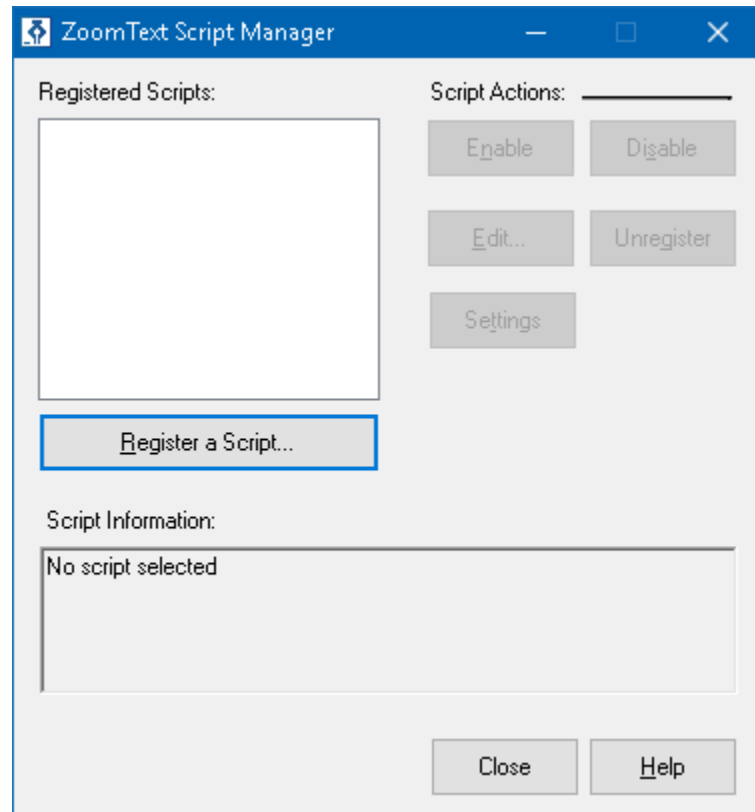 ZoomText Script Manager
Registered Scripts:
Script Actions:
Enable
Disable
Edit...
Unregister
Settings
Register a Script...
Script Information:
No script selected
Close
Help